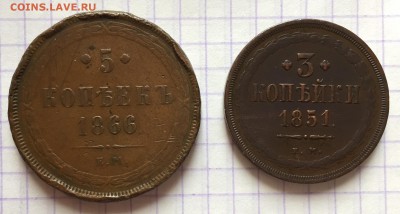 COINS.LAVE.RU
5
КОПѢЕКЪ
1866
Е.М.
3
КОПѢЙКИ
1851.
Е.М.